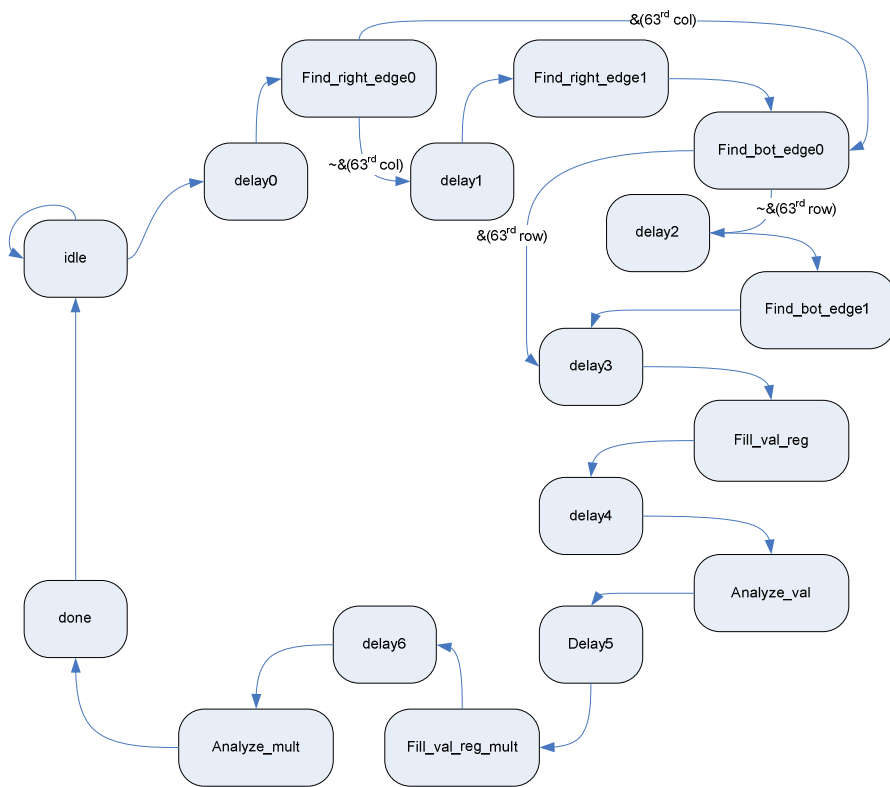 &(63rd col)
Find_right_edge0
Find_right_edge1
Find_bot_edge0
~&(63rd col)
delay0
delay1
~&(63rd row)
delay2
&(63rd row)
idle
Find_bot_edge1
delay3
Fill_val_reg
delay4
Analyze_val
done
delay6
Delay5
Analyze_mult
Fill_val_reg_mult